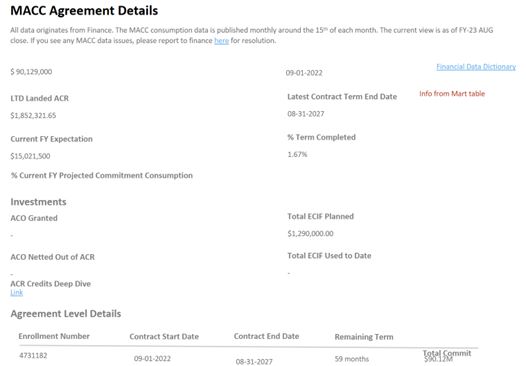 MACC Agreement Details
All data originates from Finance. The MACC consumption data is published monthly around the 15th of each month. The current view is as of FY-23 AUG
close. If you see any MACC data issues, please report to finance here for resolution.
$ 90,129,000
09-01-2022
Financial Data Dictionary
LTD Landed ACR
Latest Contract Term End Date
Info from Mart table
$1,852,321.65
08-31-2027
Current FY Expectation
% Term Completed
$15,021,500
1.67%
% Current FY Projected Commitment Consumption
Investments
ACO Granted
Total ECIF Planned
-
$1,290,000.00
ACO Netted Out of ACR
Total ECIF Used to Date
-
-
ACR Credits Deep Dive
Link
Agreement Level Details
Enrollment Number Contract Start Date Contract End Date Remaining Term Total Commit
4731182 09-01-2022 08-31-2027 59 months $90.12M